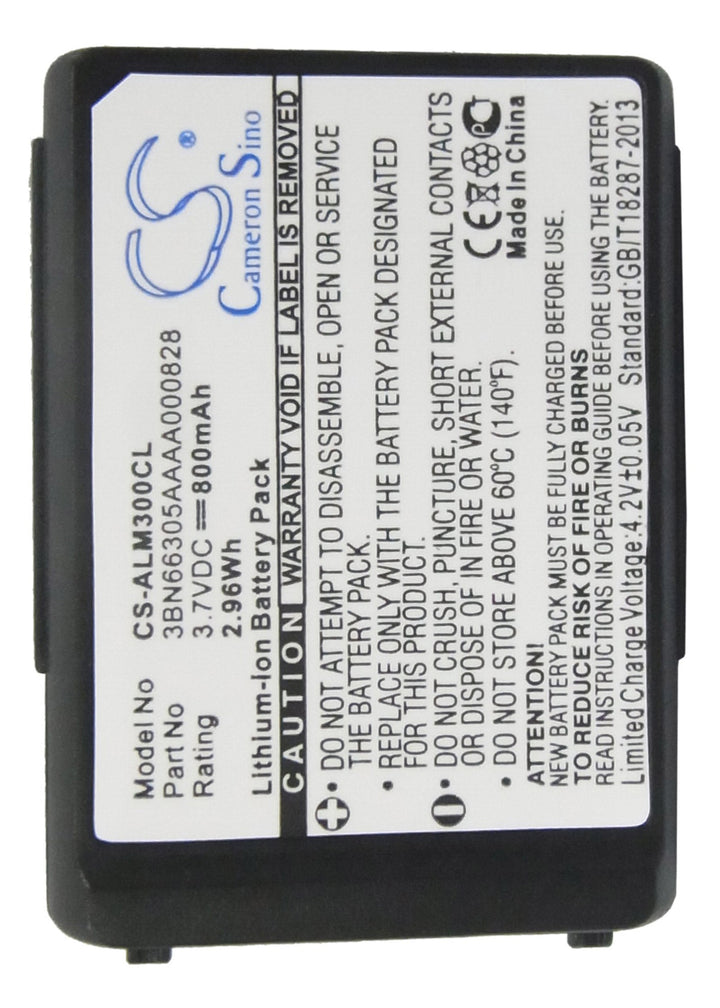 CS®
Cameron Sino
Model No CS-ALM300CL
Part No 3BN66305AAAA000828
Rating 3.7VDC 800mAh
2.96Wh
Lithium-Ion Battery Pack
CAUTION WARRANTY VOID IF LABEL IS REMOVED
• DO NOT ATTEMPT TO DISASSEMBLE, OPEN OR SERVICE
THE BATTERY PACK.
• REPLACE ONLY WITH THE BATTERY PACK DESIGNATED
FOR THIS PRODUCT.
• DO NOT CRUSH, PUNCTURE, SHORT EXTERNAL CONTACTS
OR DISPOSE OF IN FIRE OR WATER.
• DO NOT STORE ABOVE 60ºC (140ºF).
CE PC
Made In China
ATTENTION!
NEW BATTERY PACK MUST BE FULLY CHARGED BEFORE USE.
TO REDUCE RISK OF FIRE OR BURNS
READ INSTRUCTIONS IN OPERATING GUIDE BEFORE USING THE BATTERY.
Limited Charge Voltage:4.2V±0.05V Standard:GB/T18287-2013